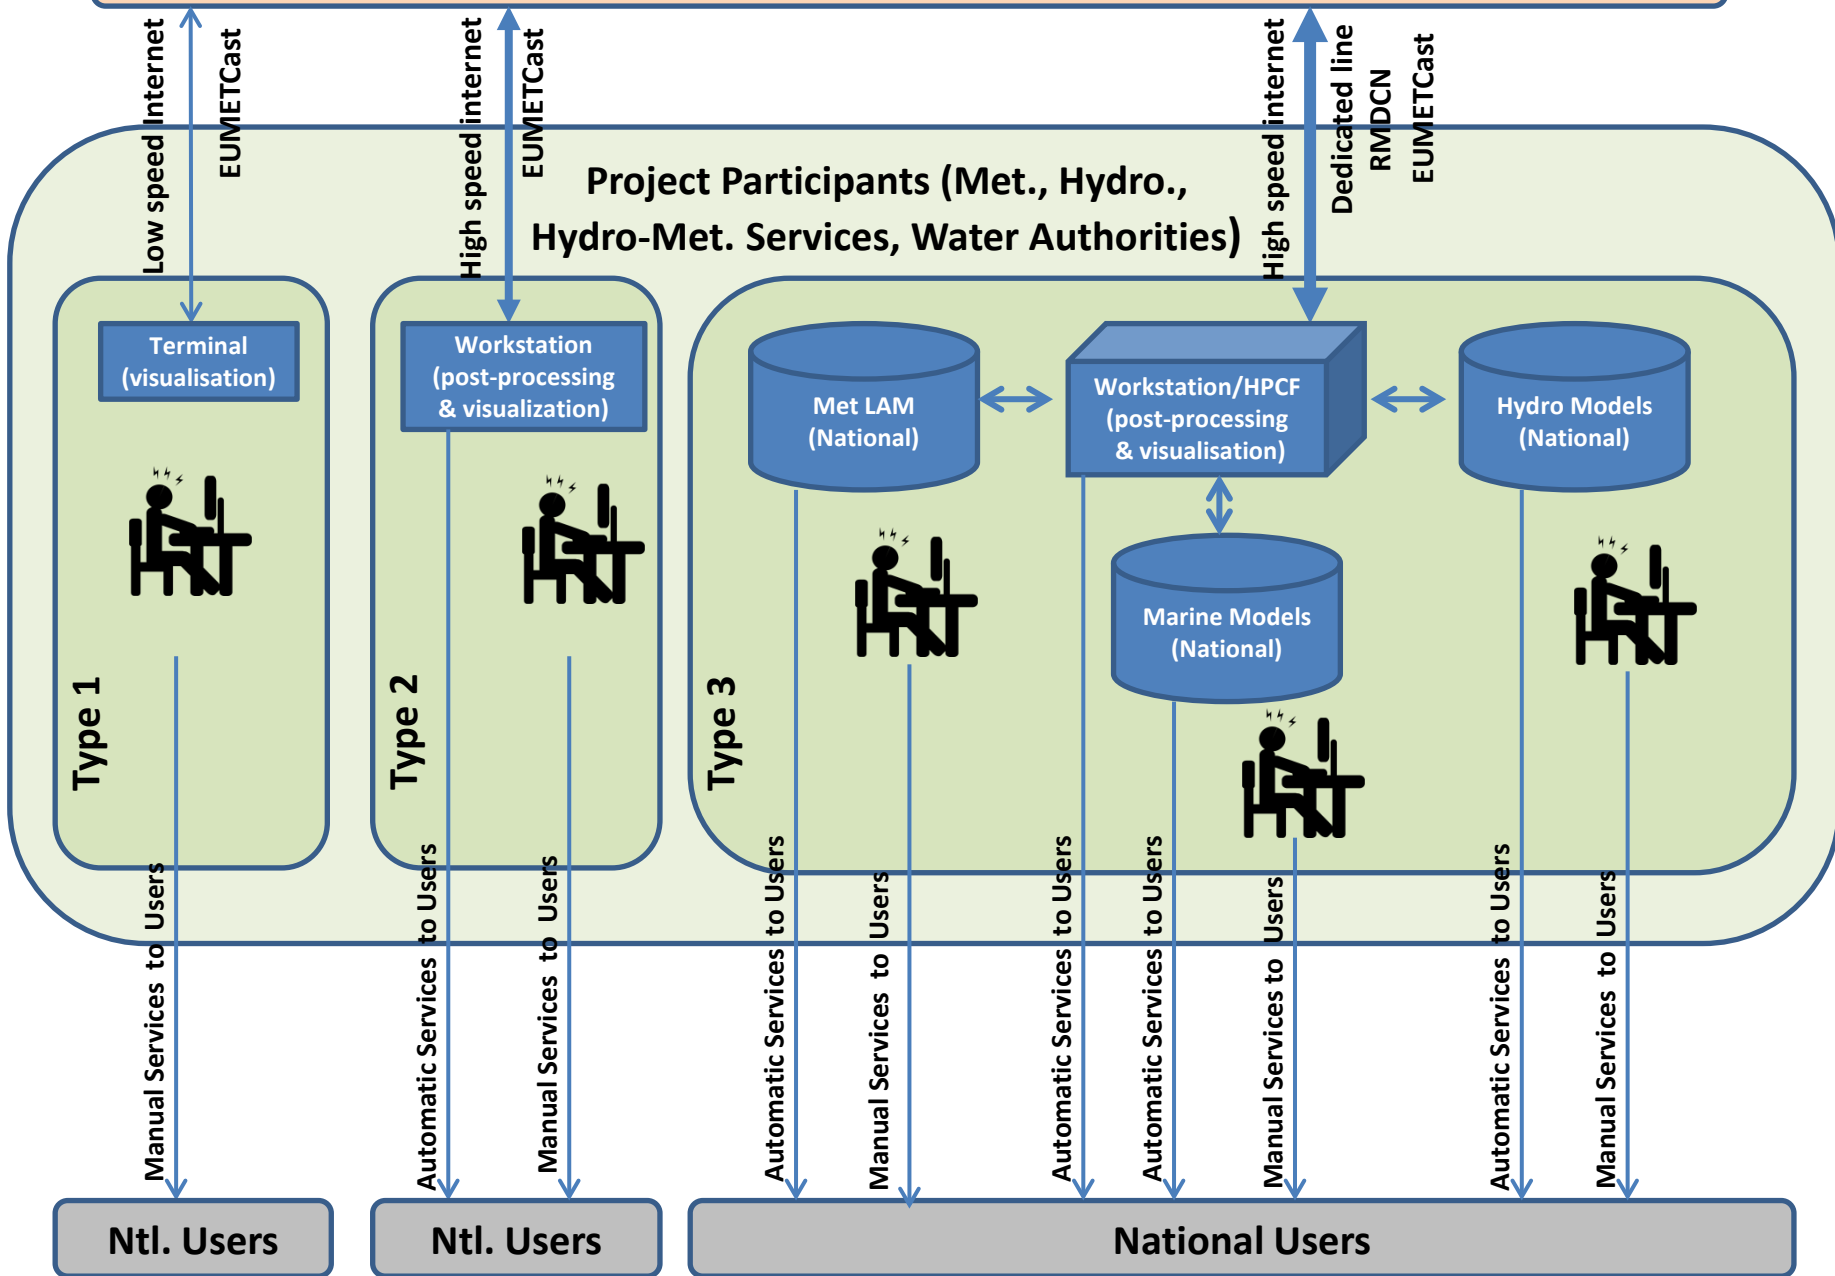 Low speed Internet
EUMETCast
High speed internet
EUMETCast
High speed internet
Dedicated line
RMDCN
EUMETCast
Project Participants (Met., Hydro.,
Hydro-Met. Services, Water Authorities)
Type 1
Terminal
(visualisation)
Type 2
Workstation
(post-processing
& visualization)
Type 3
Met LAM
(National)
Workstation/HPCF
(post-processing
& visualisation)
Hydro Models
(National)
Marine Models
(National)
Manual Services to Users
Automatic Services to Users
Manual Services to Users
Automatic Services to Users
Manual Services to Users
Automatic Services to Users
Automatic Services to Users
Manual Services to Users
Automatic Services to Users
Manual Services to Users
Ntl. Users
Ntl. Users
National Users